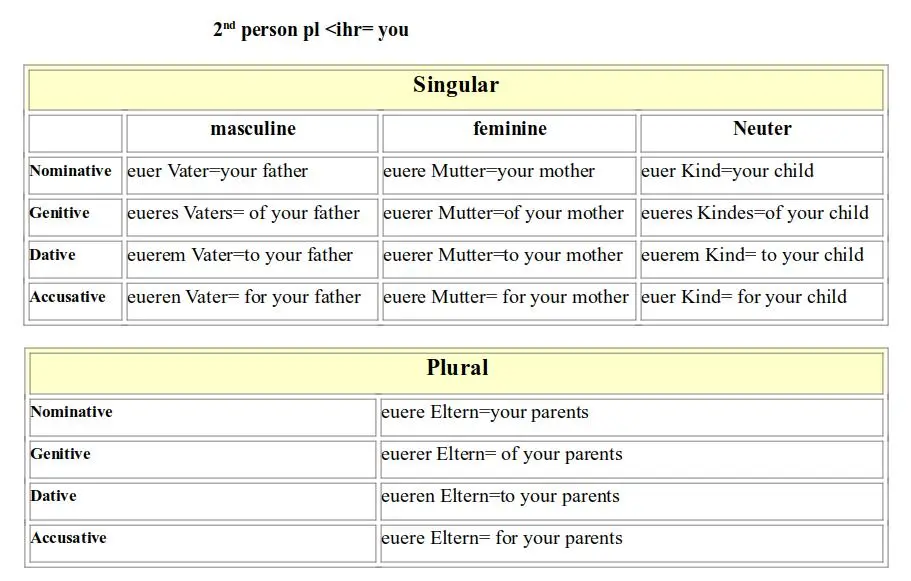 2nd person pl <ihr= you
Singular
masculine feminine Neuter
Nominative euer Vater=your father euere Mutter=your mother euer Kind=your child
Genitive eueres Vaters= of your father euerer Mutter=of your mother eueres Kindes=of your child
Dative euerem Vater=to your father euerer Mutter=to your mother euerem Kind= to your child
Accusative eueren Vater= for your father euere Mutter= for your mother euer Kind= for your child
Plural
Nominative euere Eltern=your parents
Genitive euerer Eltern= of your parents
Dative eueren Eltern=to your parents
Accusative euere Eltern= for your parents